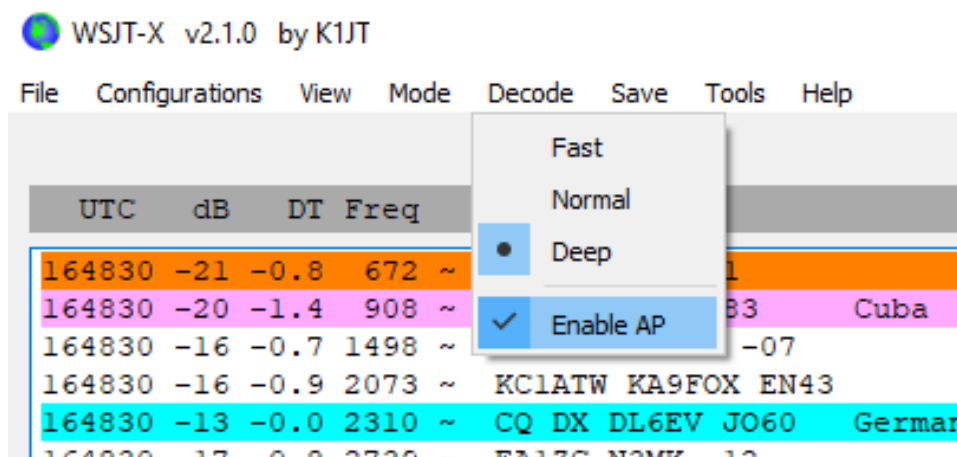 WSJT-X v2.1.0 by K1JT
File Configurations View Mode Decode Save Tools Help
Fast
Normal
Deep
Enable AP
UTC dB DT Freq
164830 -21 -0.8 672 ~
164830 -20 -1.4 908 ~ 83 Cuba
164830 -16 -0.7 1498 ~ -07
164830 -16 -0.9 2073 ~ KC1ATW KA9FOX EN43
164830 -13 -0.0 2310 ~ CQ DX DL6EV JO60 German